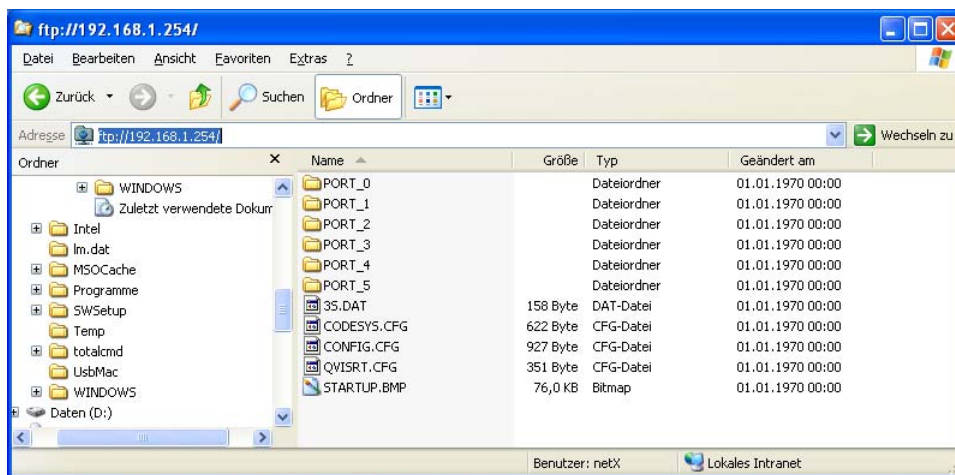 ftp://192.168.1.254/
Datei Bearbeiten Ansicht Favoriten Extras ?
Zurück Suchen Ordner
Adresse ftp://192.168.1.254/ Wechseln zu
Ordner x Name Größe Typ Geändert am
WINDOWS
Zuletzt verwendete Dokum
Intel
lm.dat
MSOCache
Programme
SWSetup
Temp
totalcmd
UsbMac
WINDOWS
Daten (D:)
PORT_0 Dateiordner 01.01.1970 00:00
PORT_1 Dateiordner 01.01.1970 00:00
PORT_2 Dateiordner 01.01.1970 00:00
PORT_3 Dateiordner 01.01.1970 00:00
PORT_4 Dateiordner 01.01.1970 00:00
PORT_5 Dateiordner 01.01.1970 00:00
3S.DAT 158 Byte DAT-Datei 01.01.1970 00:00
CODESYS.CFG 622 Byte CFG-Datei 01.01.1970 00:00
CONFIG.CFG 927 Byte CFG-Datei 01.01.1970 00:00
QVISRT.CFG 351 Byte CFG-Datei 01.01.1970 00:00
STARTUP.BMP 76,0 KB Bitmap 01.01.1970 00:00
Benutzer: netX Lokales Intranet